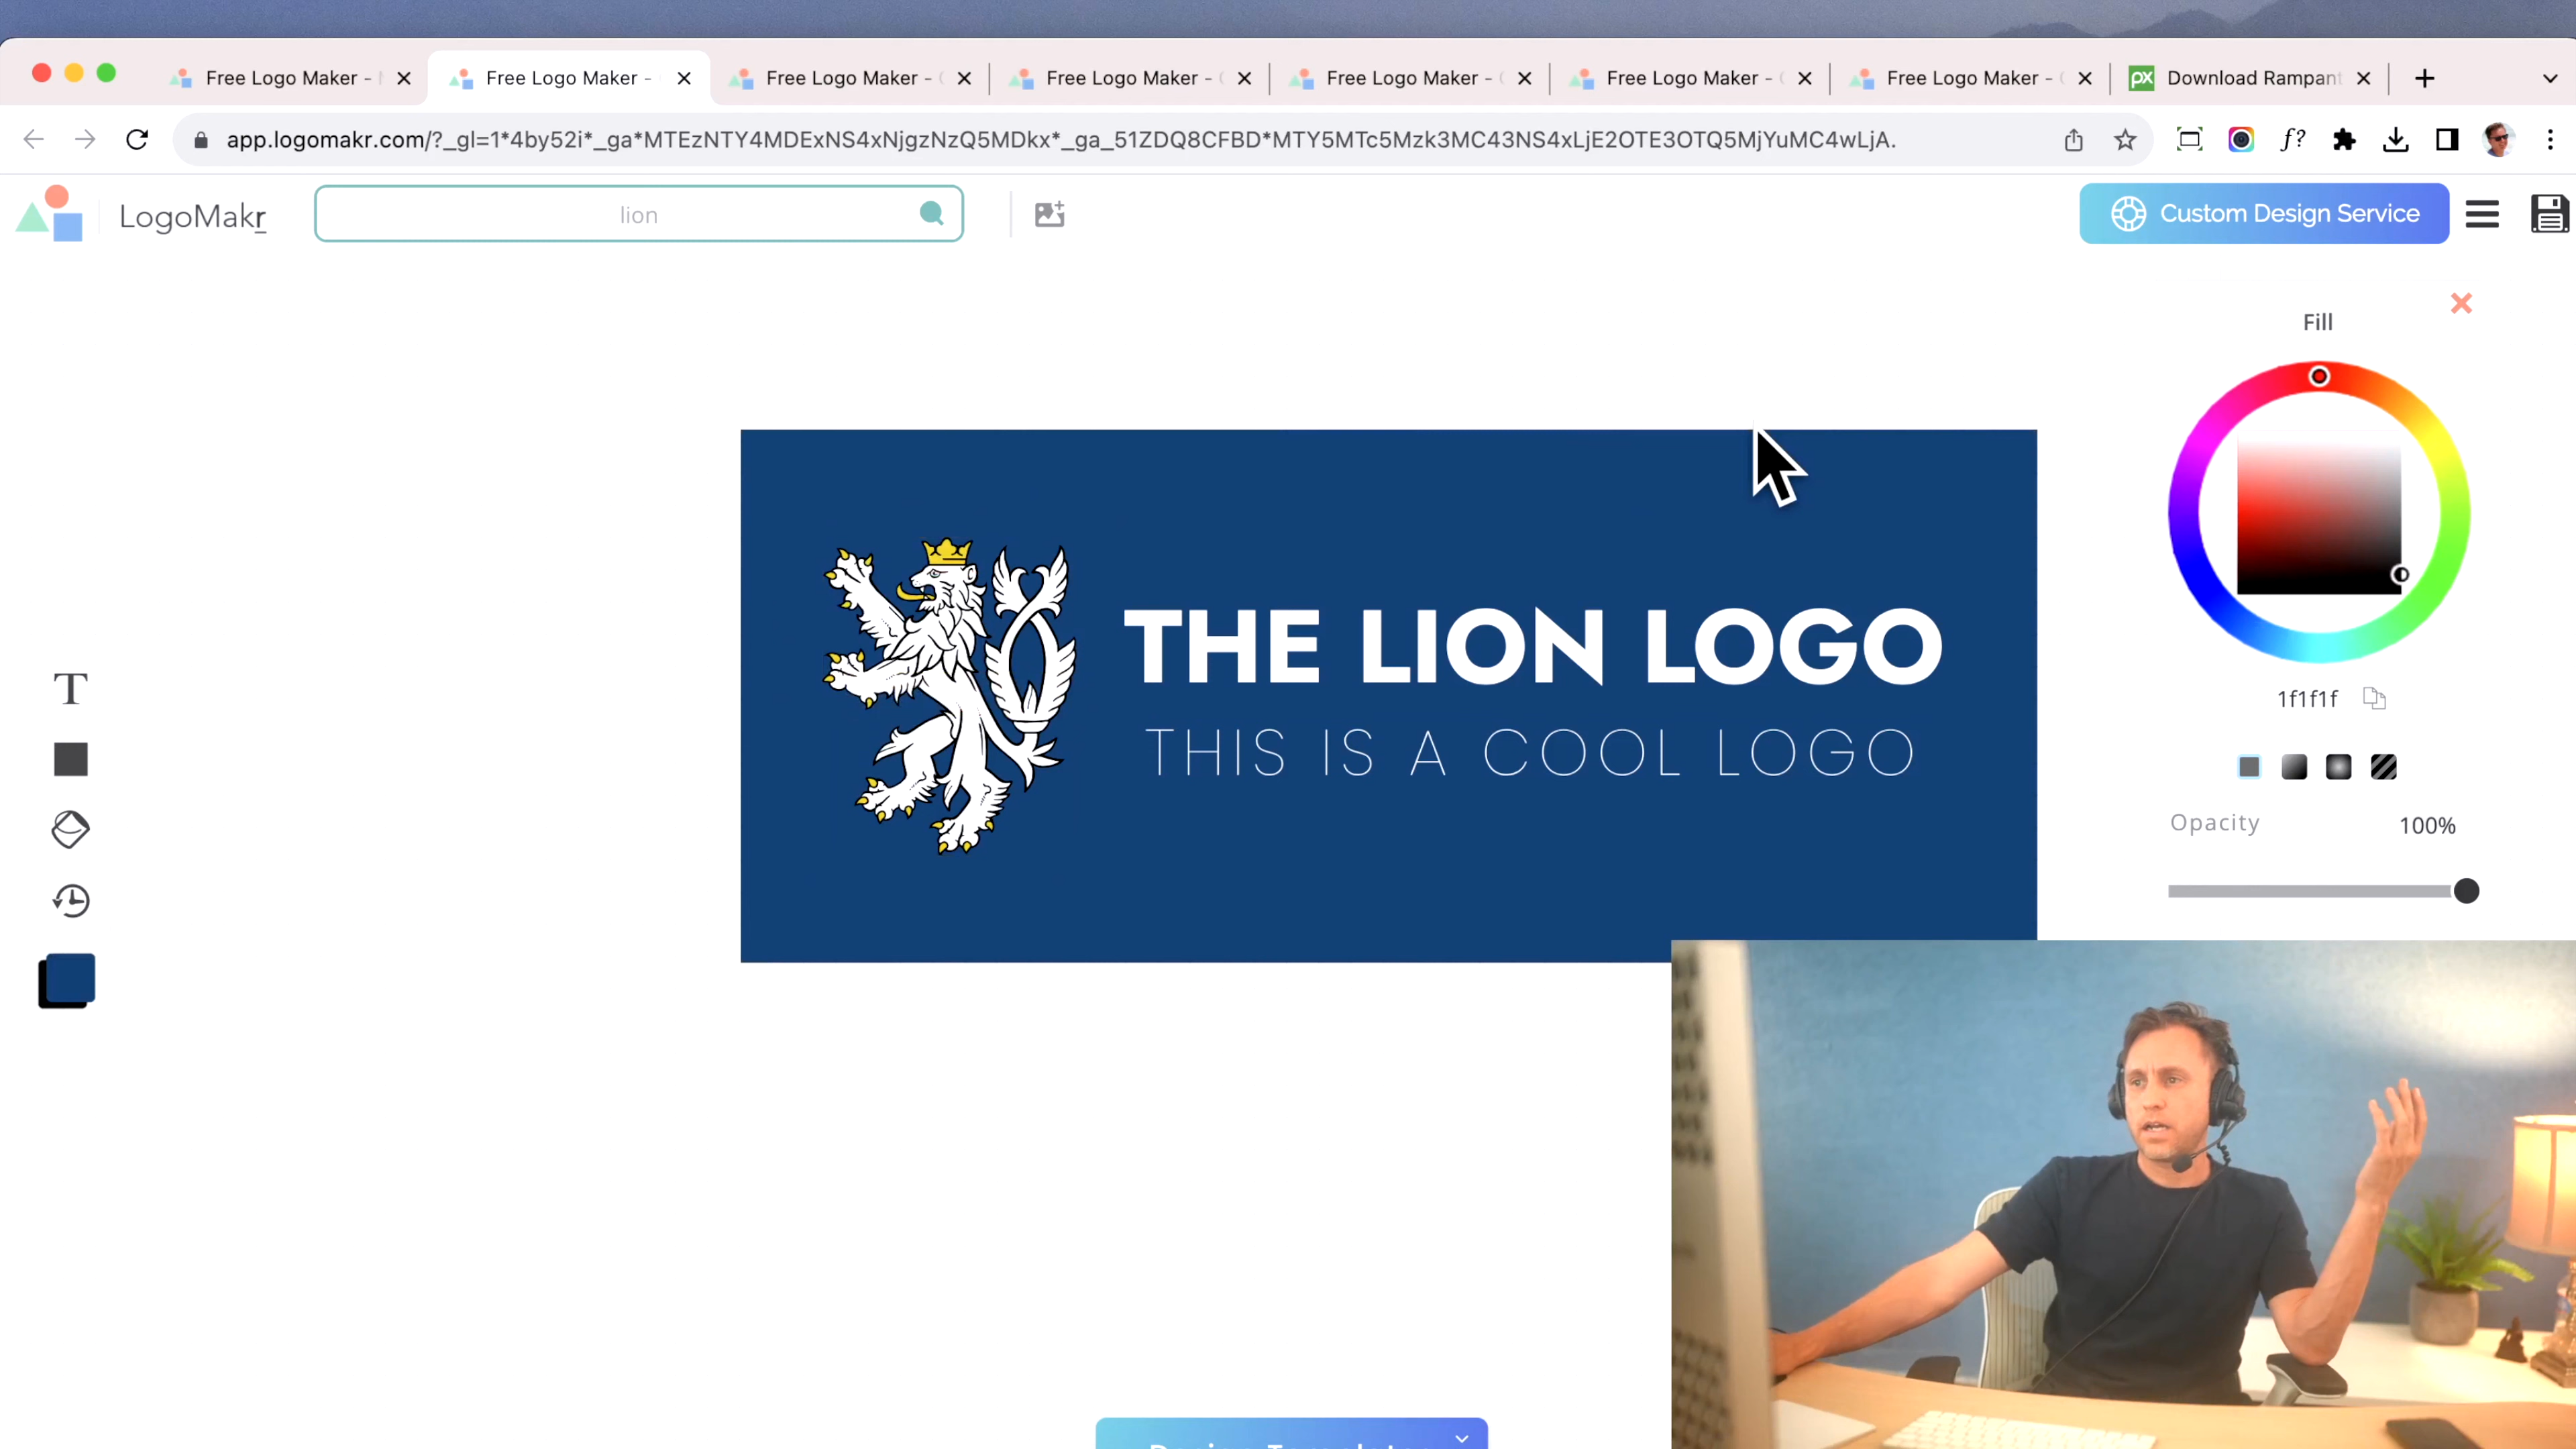 Free Logo Maker -
Free Logo Maker -
Free Logo Maker -
Free Logo Maker -
Free Logo Maker -
Free Logo Maker -
Free Logo Maker -
px Download Rampant
app.logomakr.com/?_gl=1*4by52i*_ga*MTEzNTY4MDExNS4xNjgzNzQ5MDkx*_ga_51ZDQ8CFBD*MTY5MTc5Mzk3MC43NS4xLjE2OTE3OTQ5MjYuMC4wLjA.
f?
LogoMakr
lion
Custom Design Service
Fill
THE LION LOGO
THIS IS A COOL LOGO
T
1f1f1f
Opacity
100%